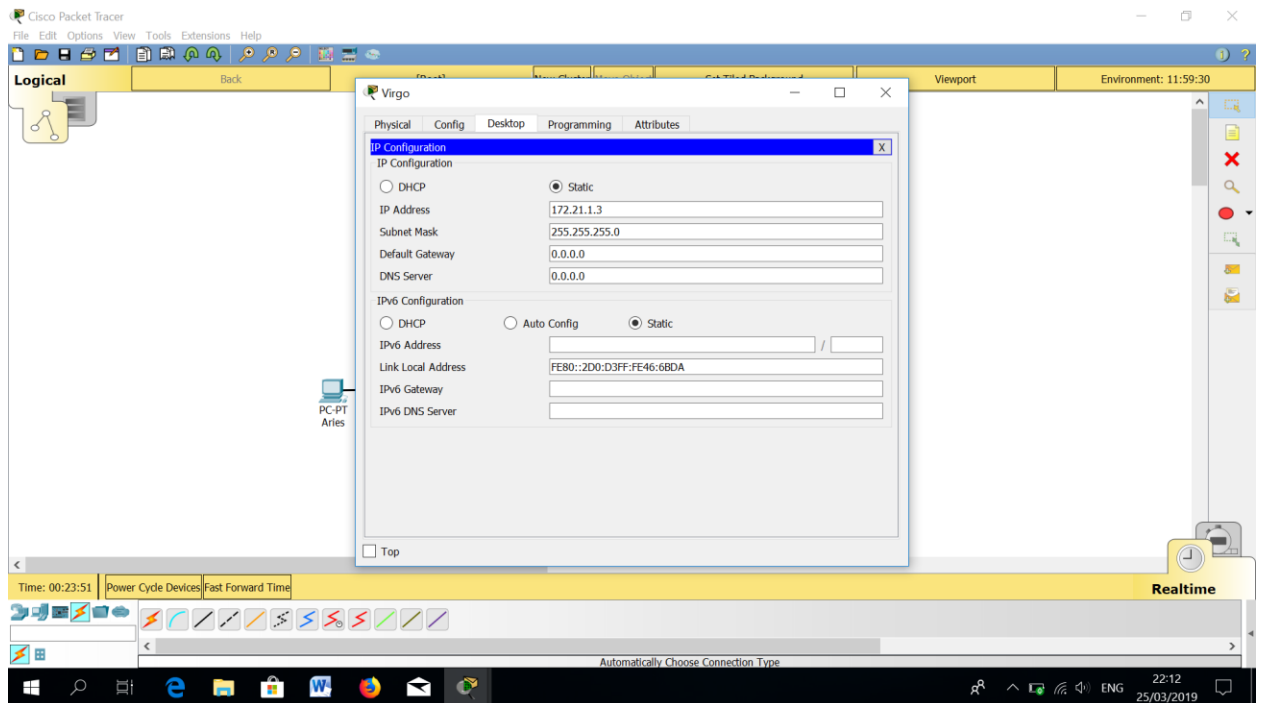 Cisco Packet Tracer
File Edit Options View Tools Extensions Help
Logical Back Viewport Environment: 11:59:30
Virgo
Physical Config Desktop Programming Attributes
IP Configuration X
IP Configuration
DHCP Static
IP Address 172.21.1.3
Subnet Mask 255.255.255.0
Default Gateway 0.0.0.0
DNS Server 0.0.0.0
IPv6 Configuration
DHCP Auto Config Static
IPv6 Address /
Link Local Address FE80::2D0:D3FF:FE46:6BDA
IPv6 Gateway
IPv6 DNS Server
PC-PT
Aries
Top
Time: 00:23:51 Power Cycle Devices Fast Forward Time Realtime
Automatically Choose Connection Type
ENG 22:12
25/03/2019